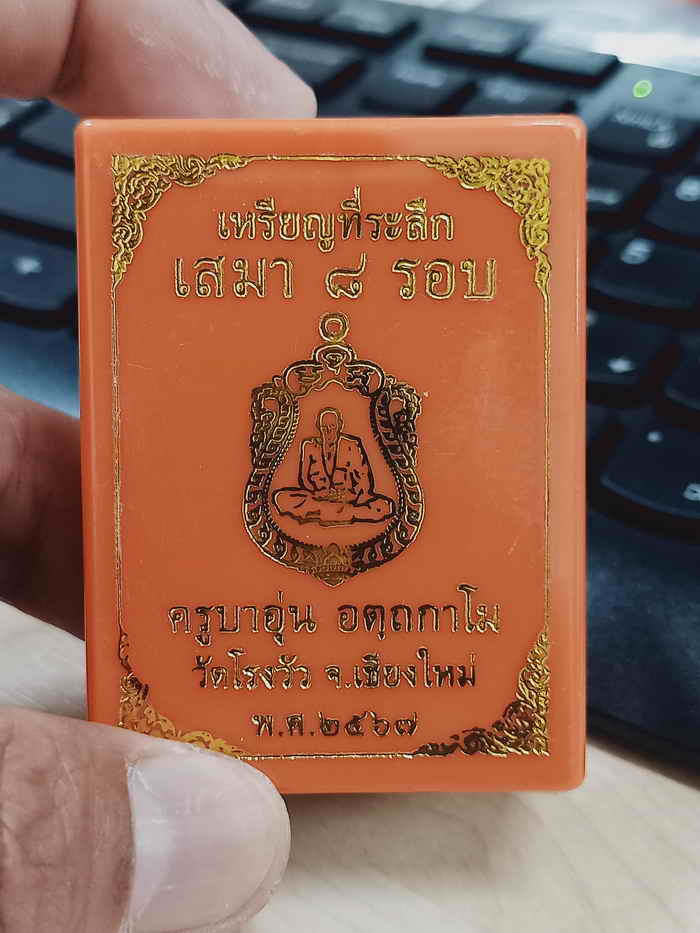 เหรียญที่ระลึก
เสมา ๘ รอบ
ครูบาอุ่น อตฺถกาโม
วัดโรงวัว จ.เชียงใหม่
พ.ศ.๒๕๖๗